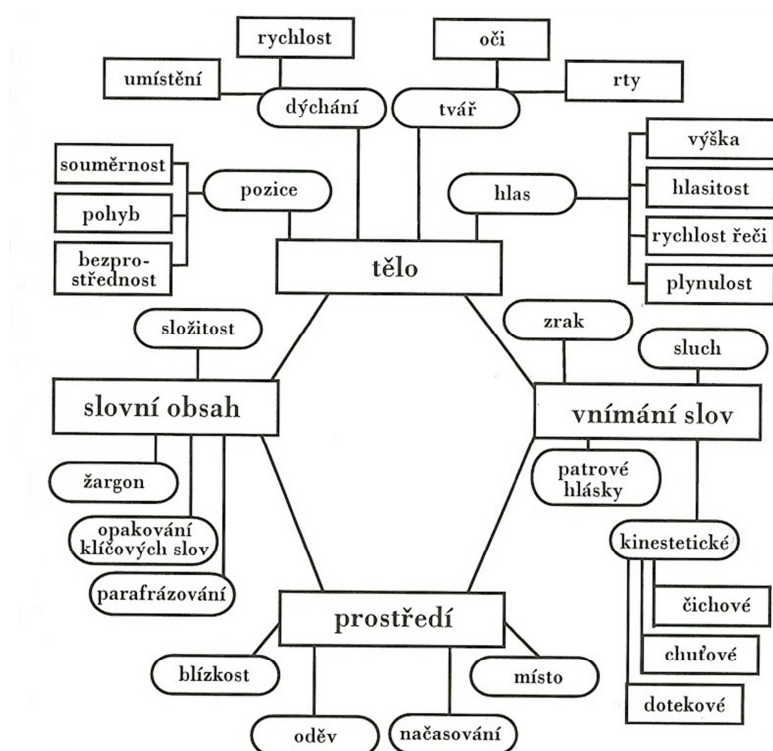 rychlost
oči
umístění
rty
dýchání
tvář
výška
souměrnost
pozice
hlas
hlasitost
pohyb
rychlost řeči
bezpro-
střednost
tělo
plynulost
složitost
zrak
sluch
slovní obsah
vnímání slov
žargon
patrové
hlásky
opakování
klíčových slov
kinestetické
parafrázování
čichové
prostředí
chuťové
blízkost
místo
dotekové
oděv
načasování